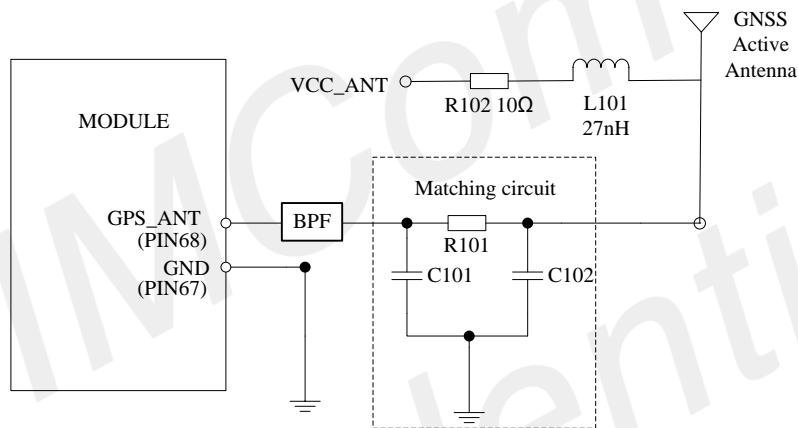 GNSS
Active
Antenna
VCC_ANT
R102 10Ω
L101
27nH
MODULE
Matching circuit
GPS_ANT
(PIN68)
BPF
R101
GND
(PIN67)
C101
C102